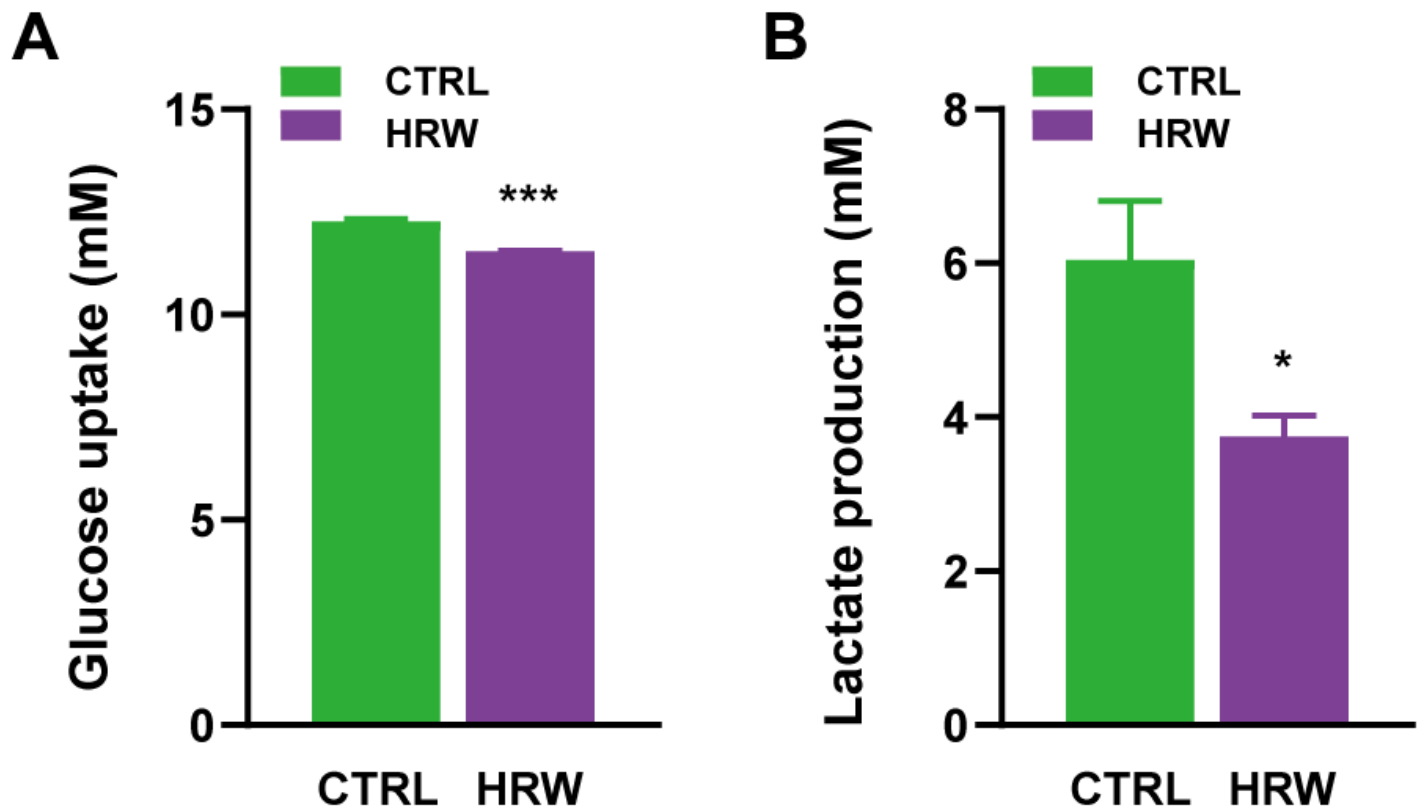 A
CTRL
HRW
Glucose uptake (mM)
15
10
5
0
***
CTRL HRW
B
CTRL
HRW
Lactate production (mM)
8
6
4
2
0
*
CTRL HRW